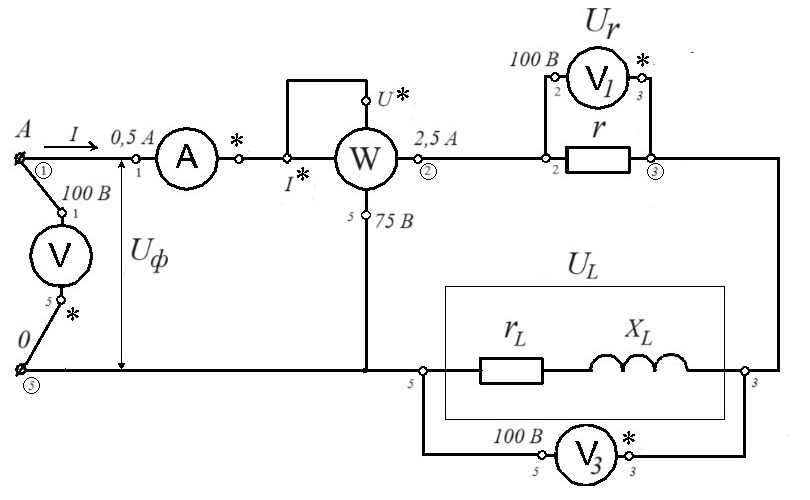 U_r
100 В V_1 *
2 3
A I 0,5 А * U* 2,5 А r
① 1 A I* W ② 2 ③
100 В
1
V U_ф 5 75 В
5 * U_L
0 r_L X_L
⑤ 5 3
100 В V_3 *
5 3